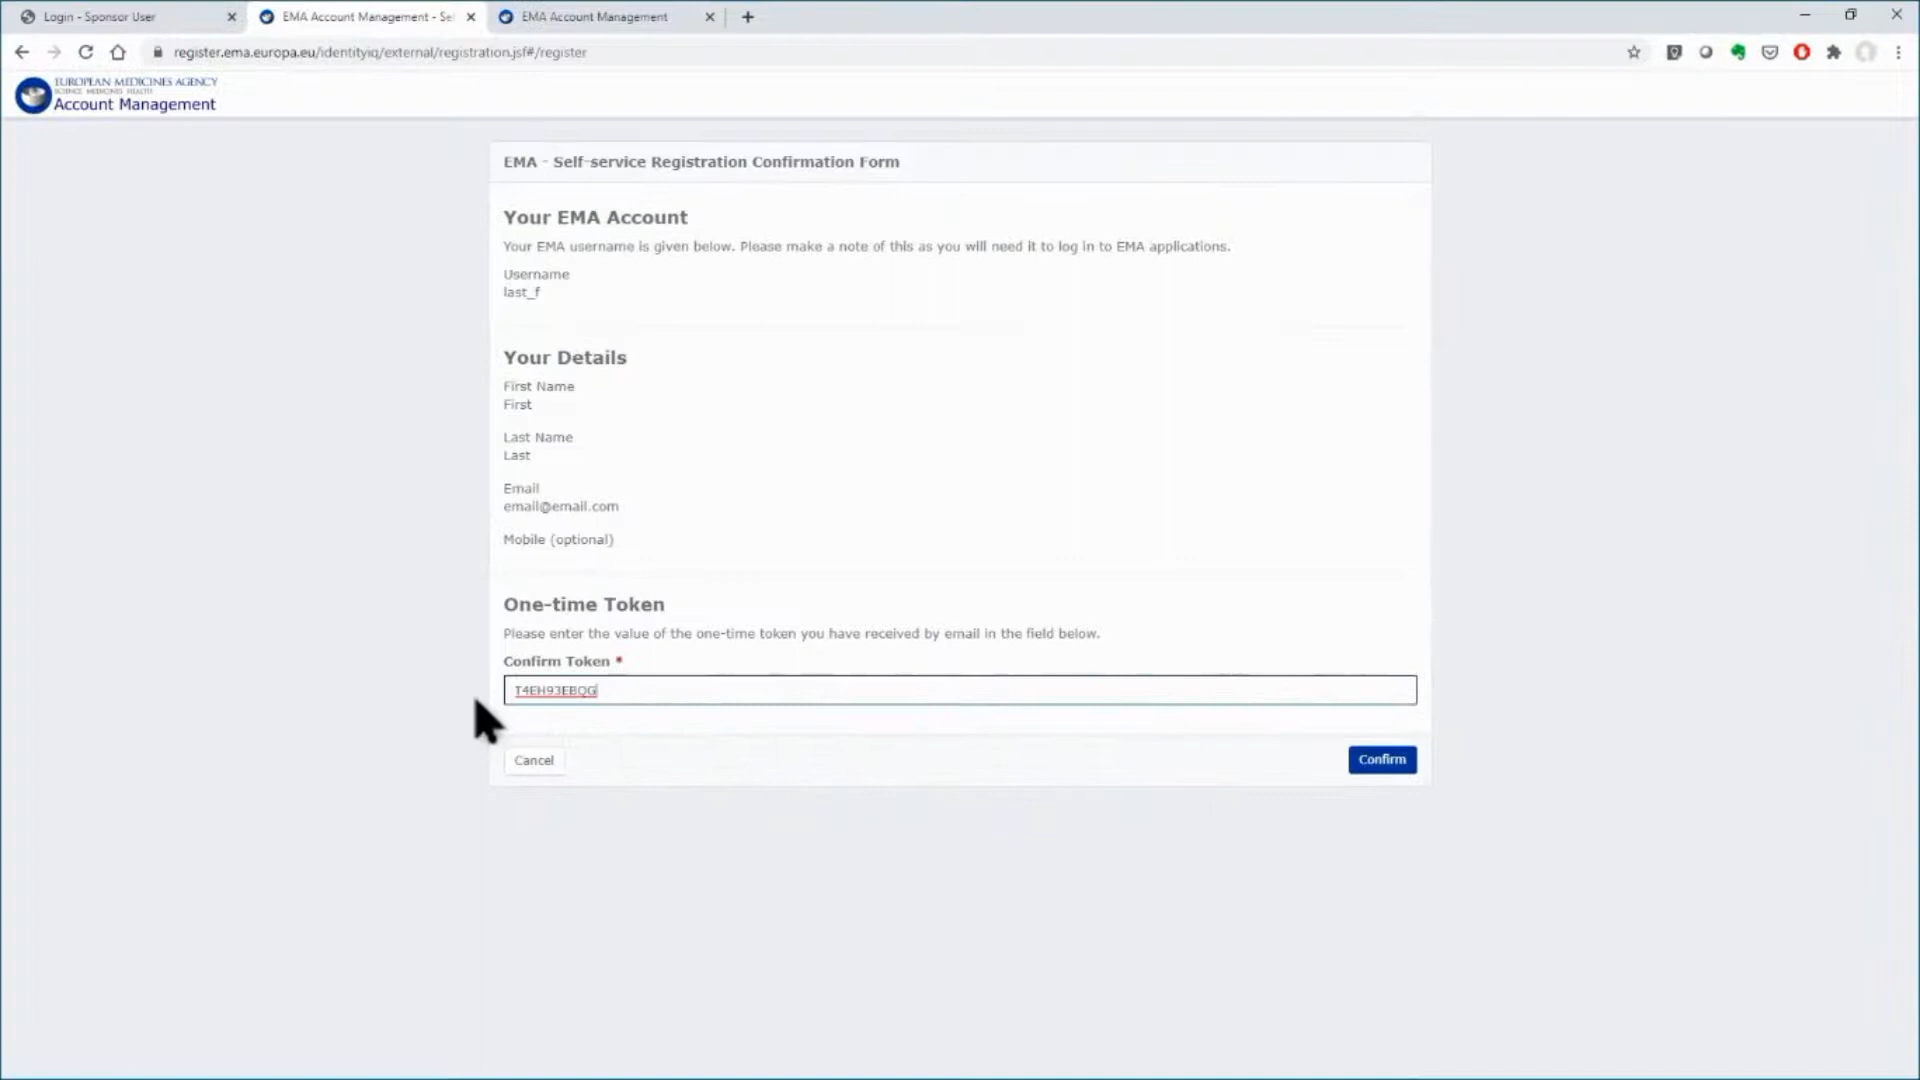 Login - Sponsor User
EMA Account Management - Se
EMA Account Management
register.ema.europa.eu/identityiq/external/registration.jsf#/register
EUROPEAN MEDICINES AGENCY
SCIENCE MEDICINES HEALTH
Account Management
EMA - Self-service Registration Confirmation Form
Your EMA Account
Your EMA username is given below. Please make a note of this as you will need it to log in to EMA applications.
Username
last_f
Your Details
First Name
First
Last Name
Last
Email
email@email.com
Mobile (optional)
One-time Token
Please enter the value of the one-time token you have received by email in the field below.
Confirm Token *
T4EH93EBQG
Cancel
Confirm